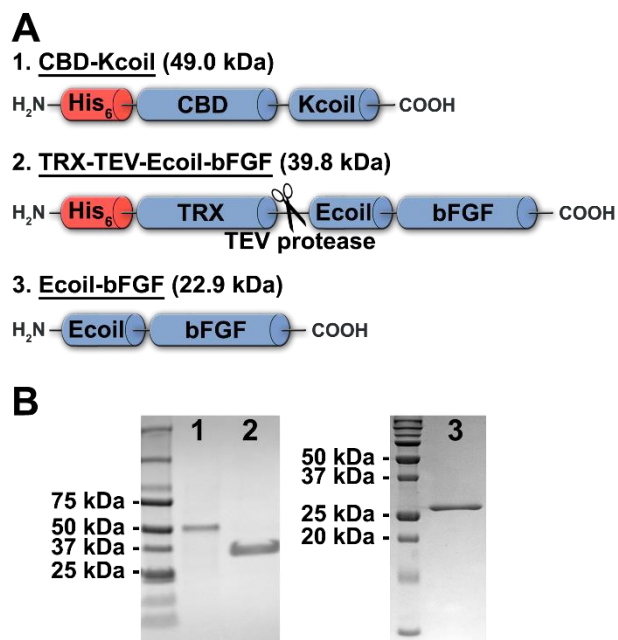 A
1. CBD-Kcoil (49.0 kDa)
H₂N His₆ CBD Kcoil COOH
2. TRX-TEV-Ecoil-bFGF (39.8 kDa)
H₂N His₆ TRX Ecoil bFGF COOH
TEV protease
3. Ecoil-bFGF (22.9 kDa)
H₂N Ecoil bFGF COOH
B
1 2
75 kDa -
50 kDa -
37 kDa -
25 kDa -
3
50 kDa -
37 kDa -
25 kDa -
20 kDa -